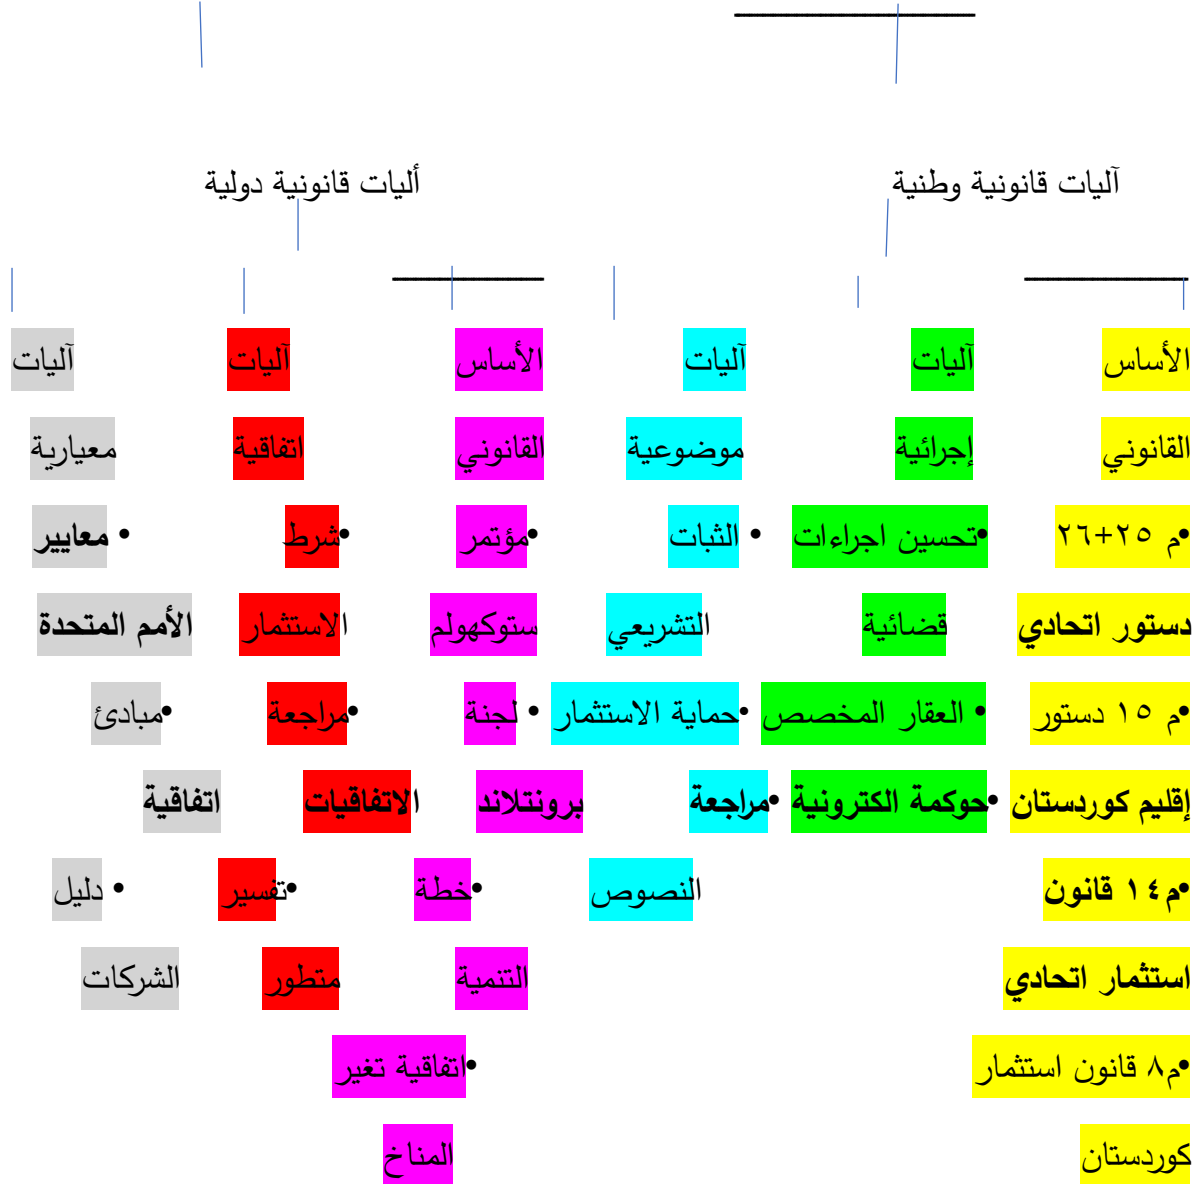 آليات قانونية وطنية أليات قانونية دولية
الأساس آليات آليات الأساس آليات آليات
القانوني إجرائية موضوعية القانوني اتفاقية معيارية
•م ٢٥+٢٦ •تحسين اجراءات • الثبات •مؤتمر •شرط • معايير
دستور اتحادي قضائية التشريعي ستوكهولم الاستثمار الأمم المتحدة
•م ١٥ دستور • العقار المخصص •حماية الاستثمار • لجنة •مراجعة •مبادئ
إقليم كوردستان •حوكمة الكترونية •مراجعة برونتلاند الاتفاقيات اتفاقية
•م١٤ قانون النصوص •خطة •تفسير • دليل
استثمار اتحادي التنمية متطور الشركات
•م٨ قانون استثمار •اتفاقية تغير
كوردستان المناخ